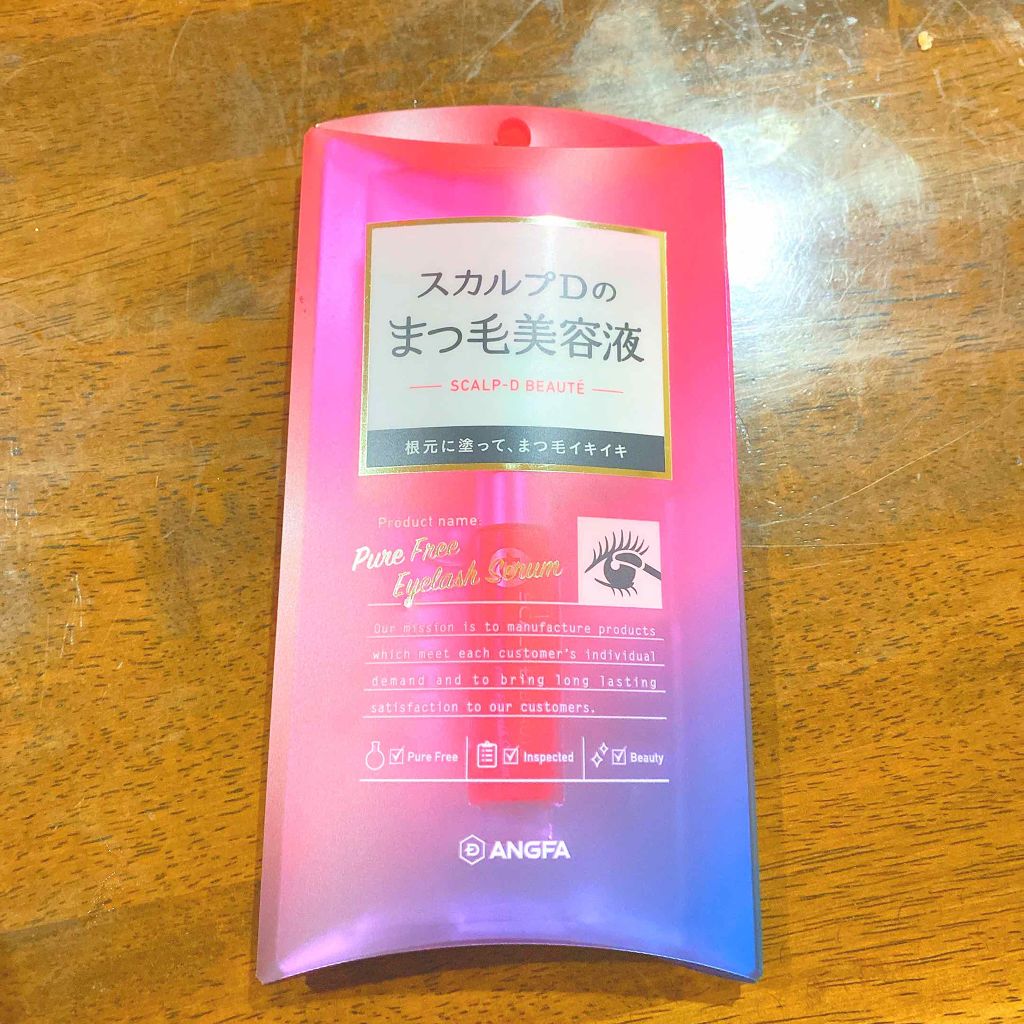 スカルプDの
まつ毛美容液
SCALP-D BEAUTÉ
根元に塗って、まつ毛イキイキ
Product name:
Pure Free
Eyelash Serum
Our mission is to manufacture products
which meet each customer's individual
demand and to bring long lasting
satisfaction to our customers.
Pure Free Inspected Beauty
ANGFA